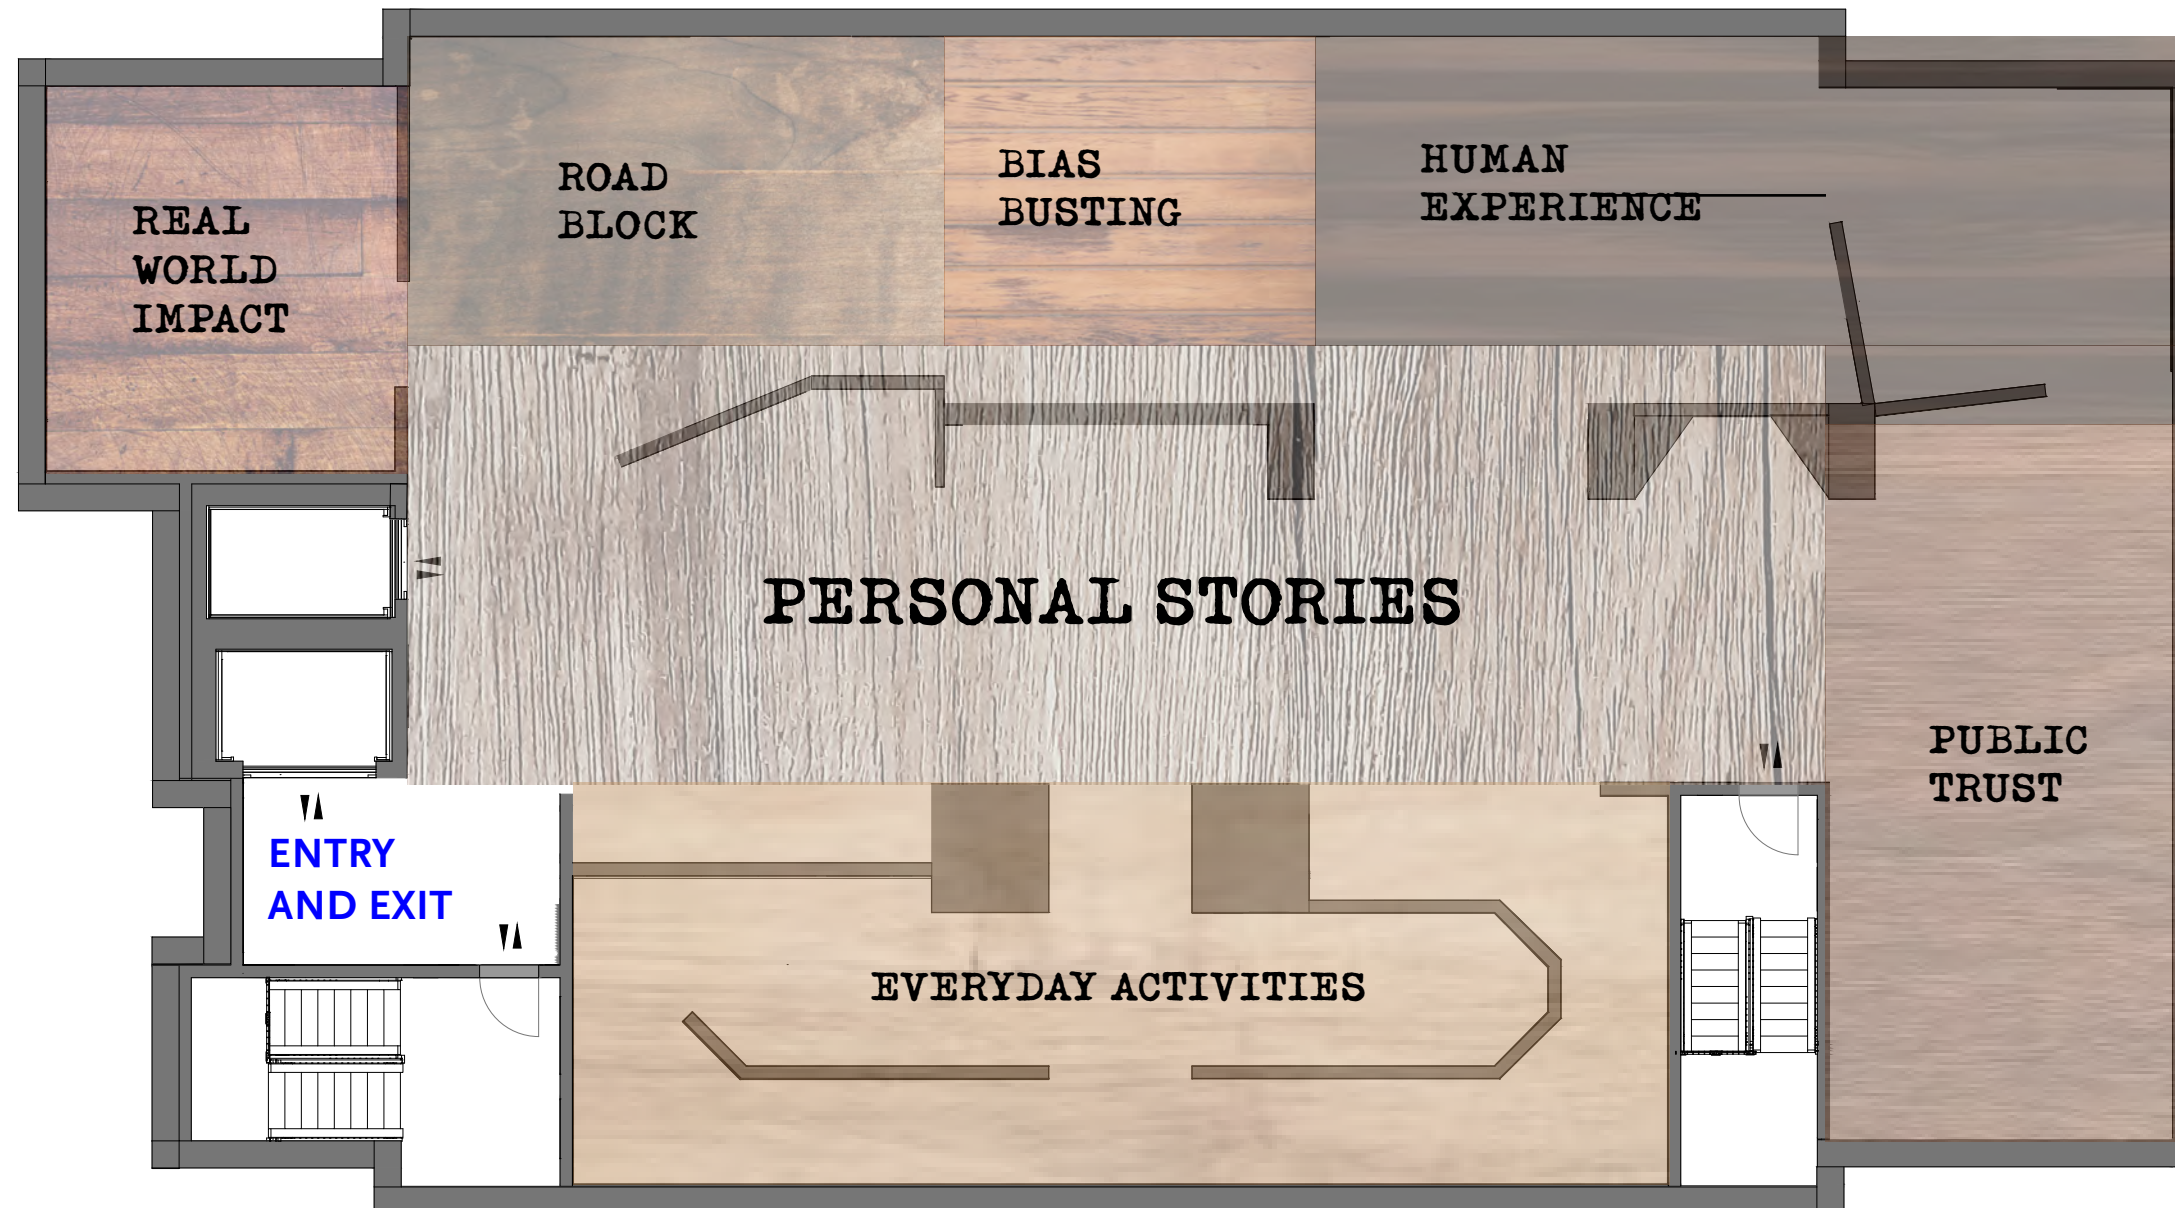 REAL
WORLD
IMPACT
ROAD
BLOCK
BIAS
BUSTING
HUMAN
EXPERIENCE
PERSONAL STORIES
PUBLIC
TRUST
ENTRY
AND EXIT
EVERYDAY ACTIVITIES